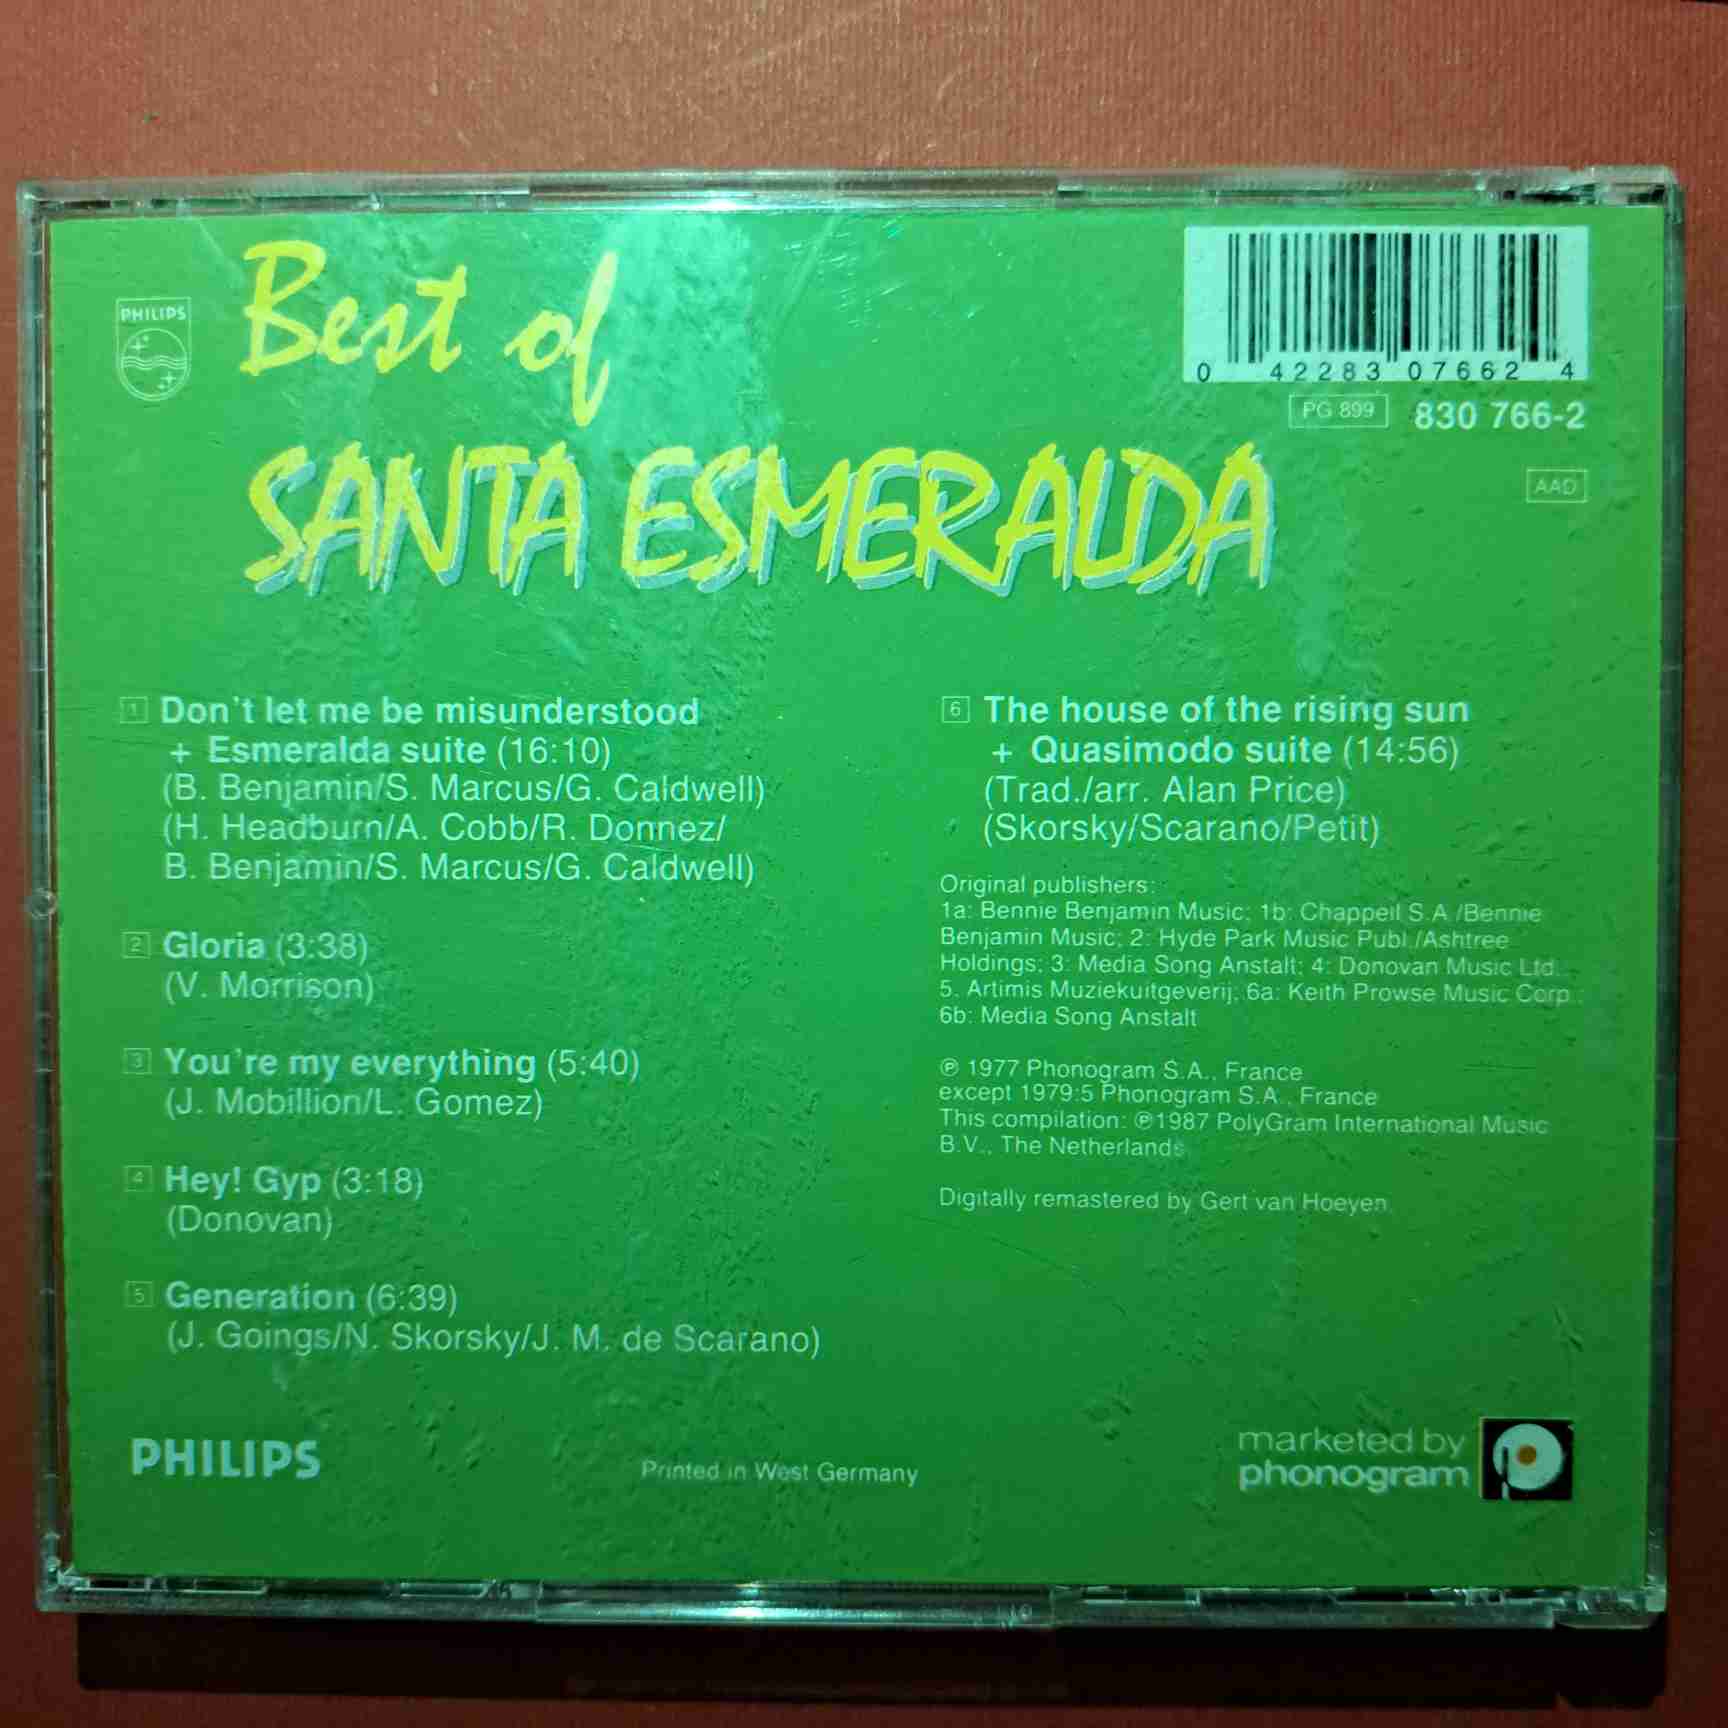 PHILIPS
Best of
SANTA ESMERALDA
0 42283 07662 4
PG 899 830 766-2
AAD
1 Don't let me be misunderstood
+ Esmeralda suite (16:10)
(B. Benjamin/S. Marcus/G. Caldwell)
(H. Headburn/A. Cobb/R. Donnez/
B. Benjamin/S. Marcus/G. Caldwell)
2 Gloria (3:38)
(V. Morrison)
3 You're my everything (5:40)
(J. Mobillion/L. Gomez)
4 Hey! Gyp (3:18)
(Donovan)
5 Generation (6:39)
(J. Goings/N. Skorsky/J. M. de Scarano)
6 The house of the rising sun
+ Quasimodo suite (14:56)
(Trad./arr. Alan Price)
(Skorsky/Scarano/Petit)
Original publishers:
1a: Bennie Benjamin Music; 1b: Chappell S.A./Bennie
Benjamin Music; 2: Hyde Park Music Publ./Ashtree
Holdings; 3: Media Song Anstalt; 4: Donovan Music Ltd.;
5. Artimis Muziekuitgeverij; 6a: Keith Prowse Music Corp.;
6b: Media Song Anstalt
℗ 1977 Phonogram S.A., France
except 1979:5 Phonogram S.A., France
This compilation: ℗1987 PolyGram International Music
B.V., The Netherlands
Digitally remastered by Gert van Hoeyen.
PHILIPS
Printed in West Germany
marketed by
phonogram